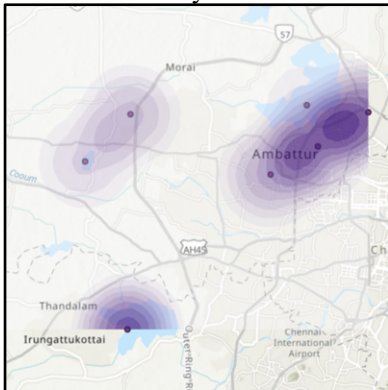 57
Morai
Ambattur
Cooum
AH45
Thandalam
Irungattukottai
Outer Ring R
Ch
Chennai
International
Airport